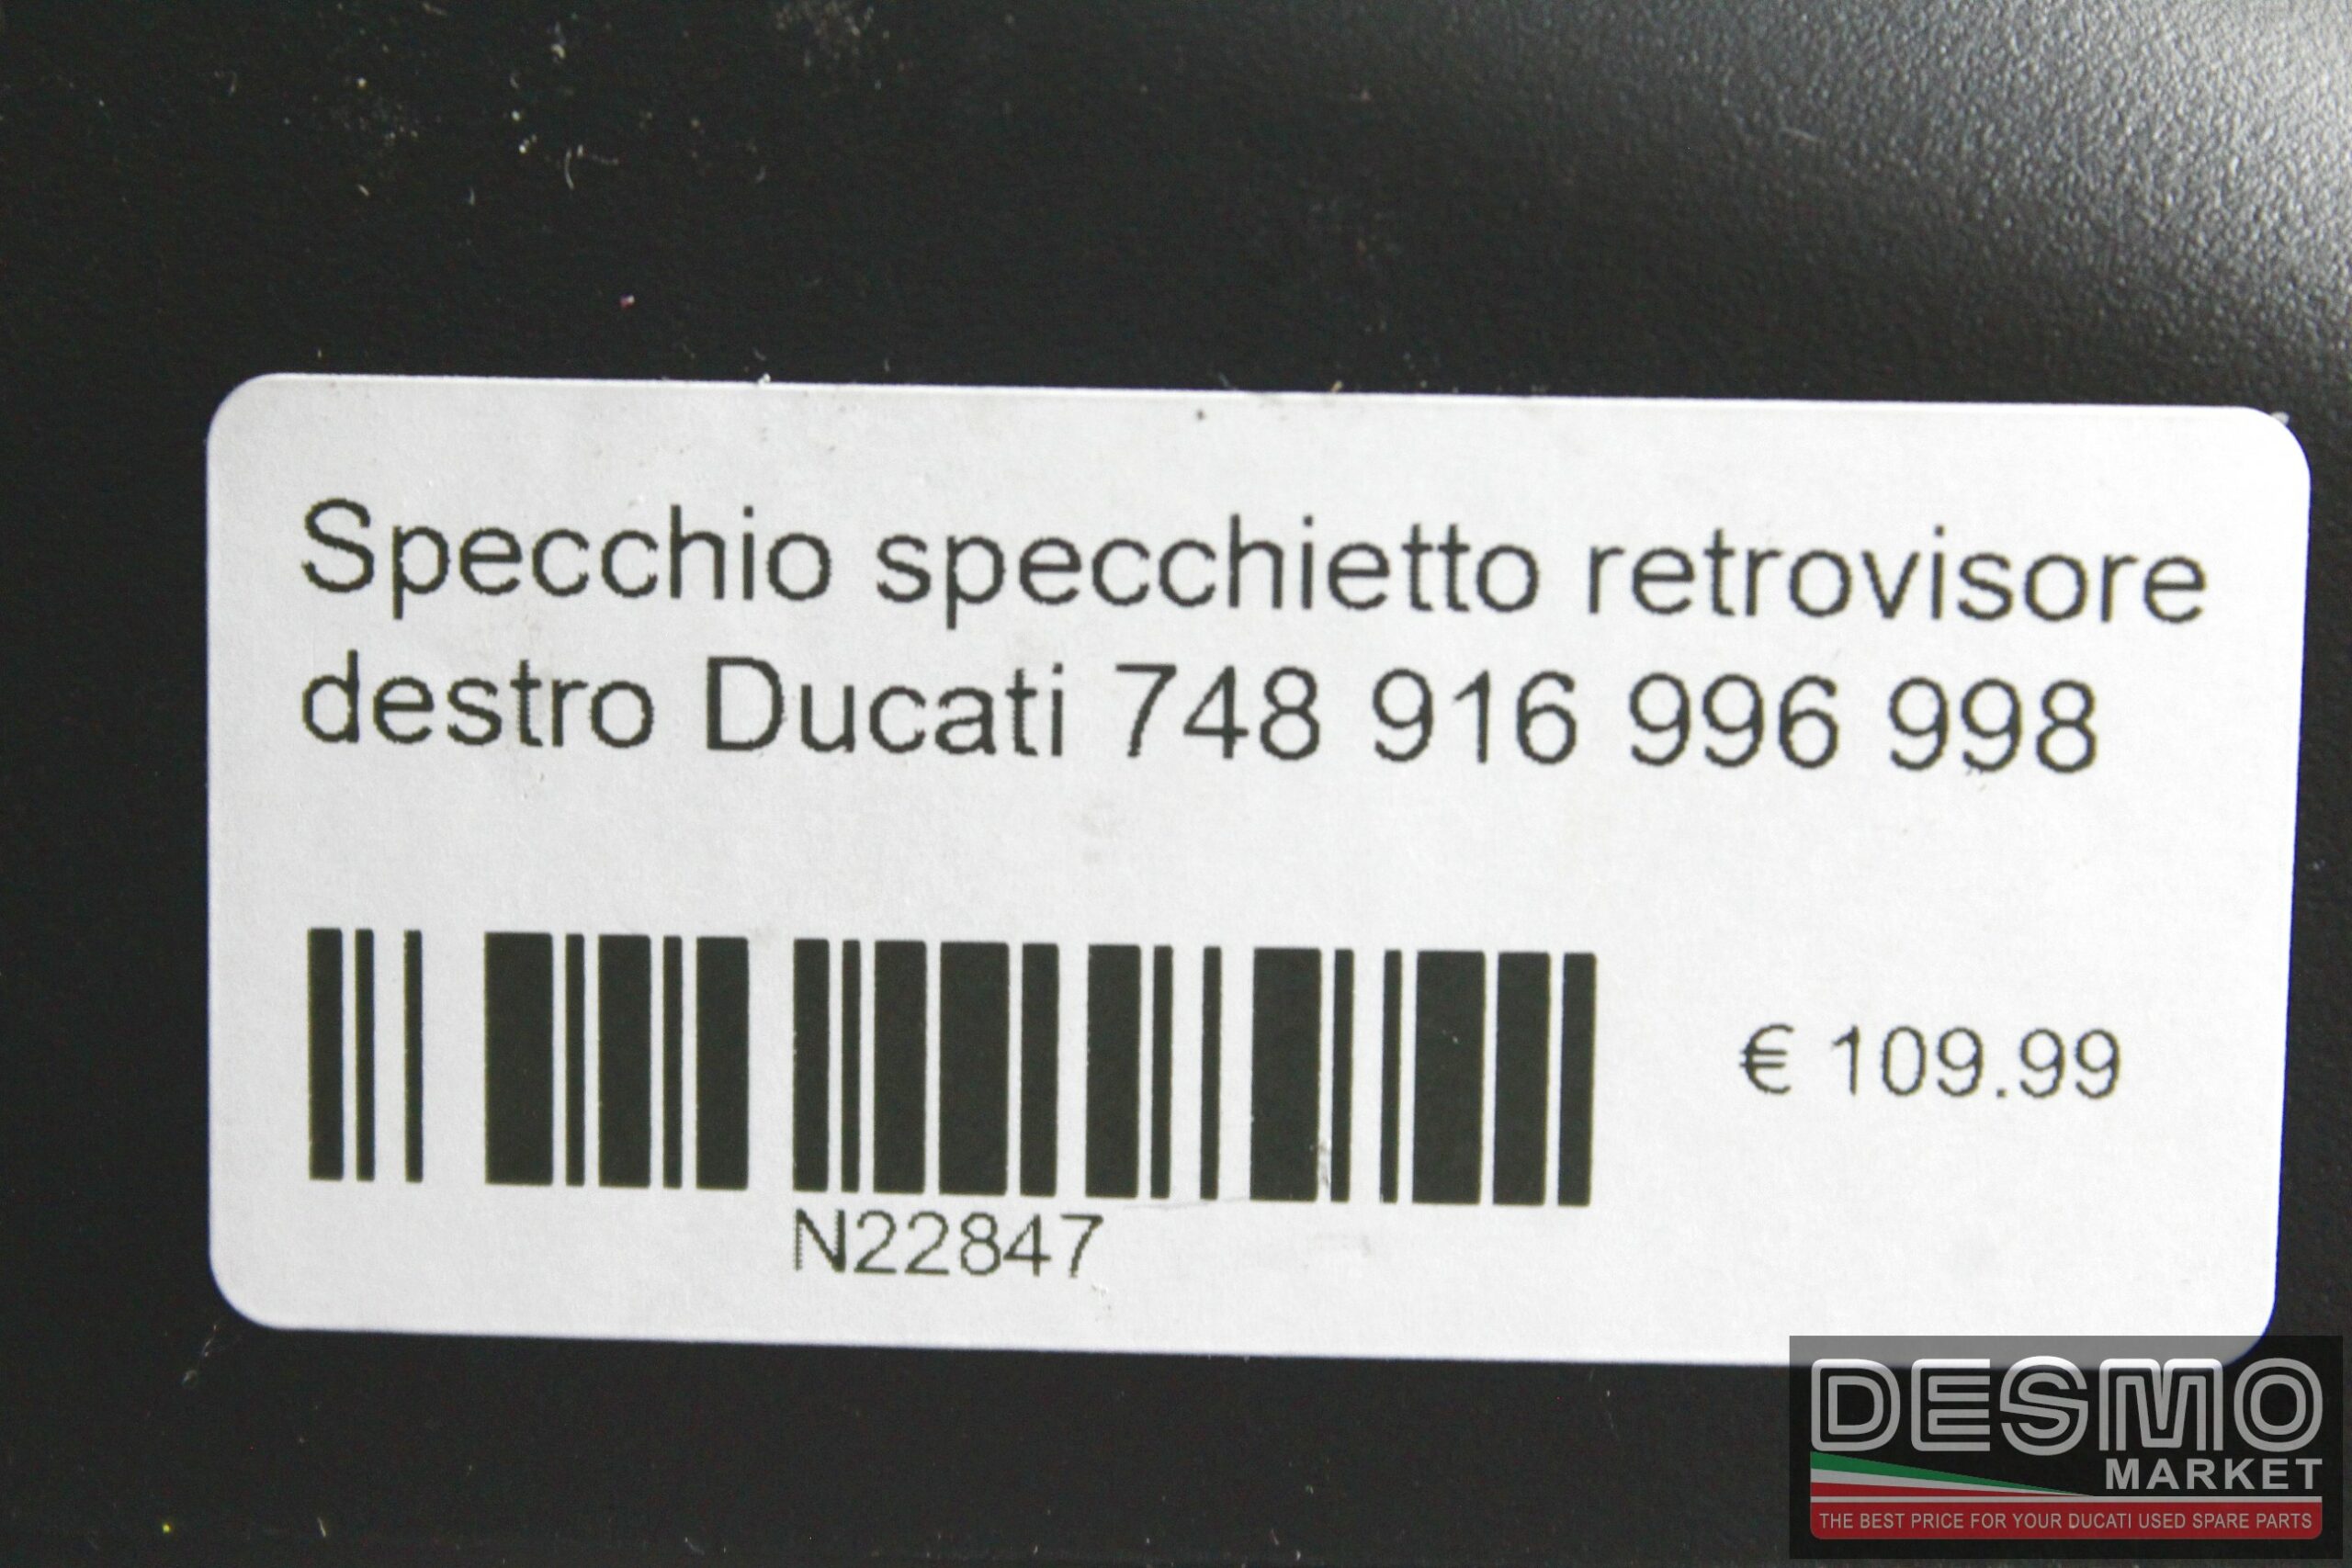 Specchio specchietto retrovisore
destro Ducati 748 916 996 998
€ 109.99
N22847
DESMO
MARKET
THE BEST PRICE FOR YOUR DUCATI USED SPARE PARTS